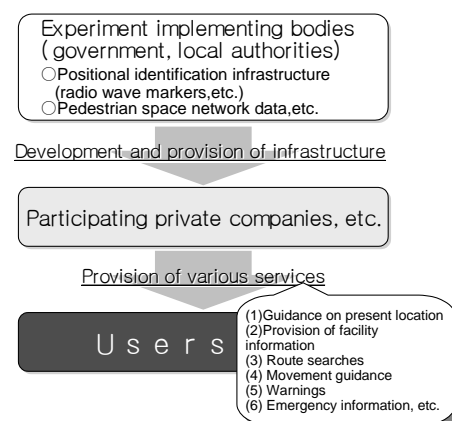 Experiment implementing bodies
(government, local authorities)
○Positional identification infrastructure
(radio wave markers,etc.)
○Pedestrian space network data,etc.
Development and provision of infrastructure
Participating private companies, etc.
Provision of various services
Users
(1)Guidance on present location
(2)Provision of facility
information
(3) Route searches
(4) Movement guidance
(5) Warnings
(6) Emergency information, etc.